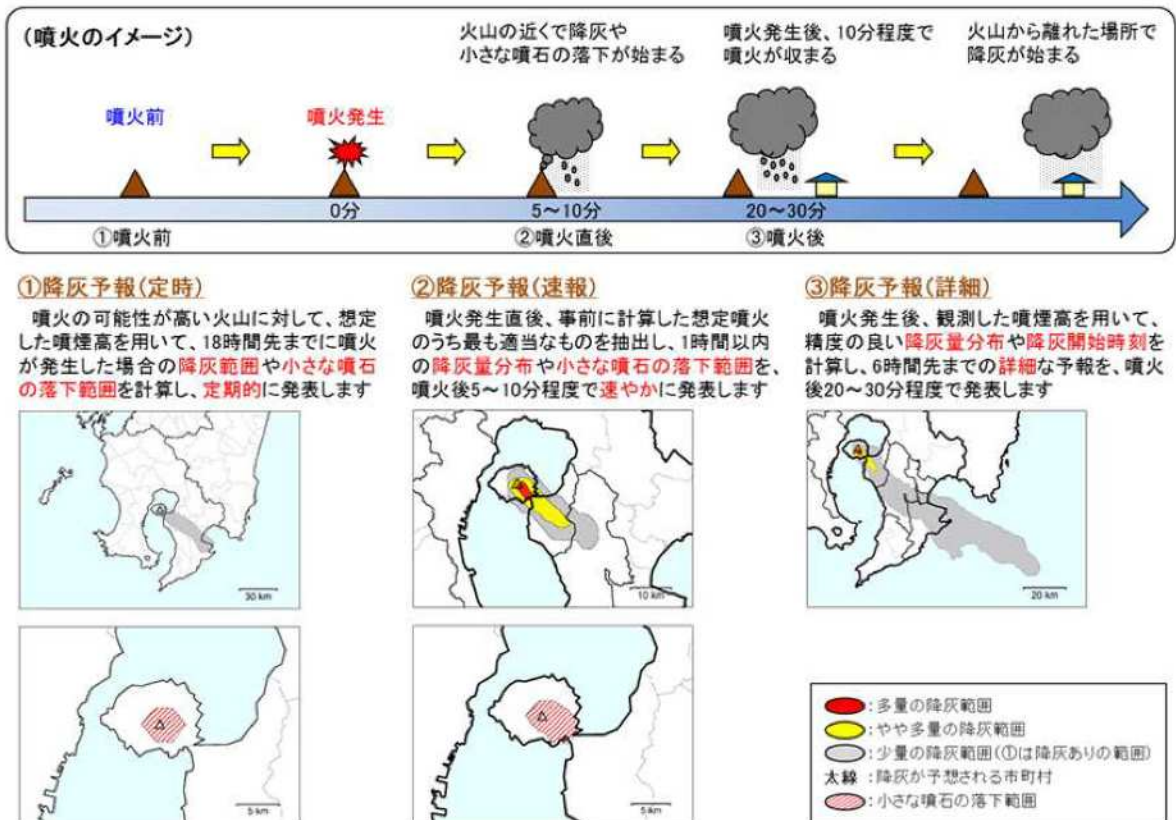 （噴火のイメージ）
火山の近くで降灰や
小さな噴石の落下が始まる
噴火発生後、10分程度で
噴火が収まる
火山から離れた場所で
降灰が始まる
噴火前
噴火発生
0分
5～10分
20～30分
①噴火前
②噴火直後
③噴火後
①降灰予報（定時）
噴火の可能性が高い火山に対して、想定
した噴煙高を用いて、18時間先までに噴火
が発生した場合の降灰範囲や小さな噴石
の落下範囲を計算し、定期的に発表します
30 km
5 km
②降灰予報（速報）
噴火発生直後、事前に計算した想定噴火
のうち最も適当なものを抽出し、1時間以内
の降灰量分布や小さな噴石の落下範囲を、
噴火後5～10分程度で速やかに発表します
10 km
5 km
③降灰予報（詳細）
噴火発生後、観測した噴煙高を用いて、
精度の良い降灰量分布や降灰開始時刻を
計算し、6時間先までの詳細な予報を、噴火
後20～30分程度で発表します
20 km
：多量の降灰範囲
：やや多量の降灰範囲
：少量の降灰範囲（①は降灰ありの範囲）
太線：降灰が予想される市町村
：小さな噴石の落下範囲